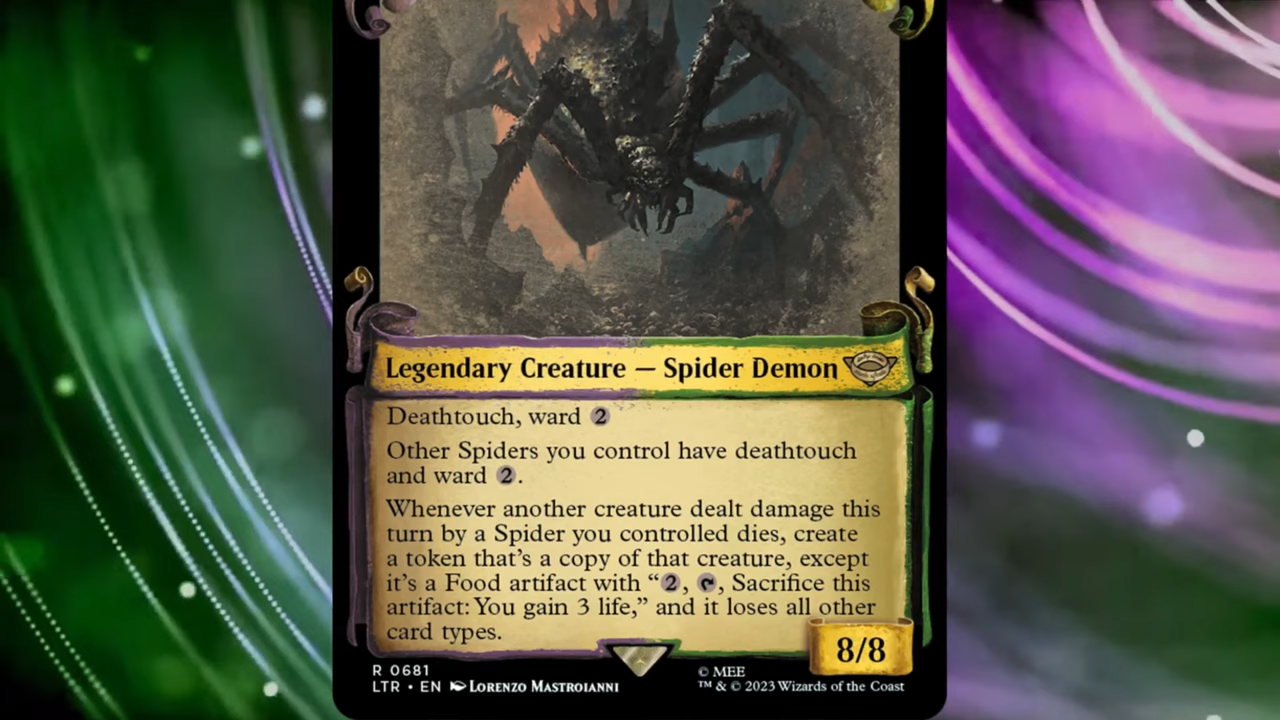 Legendary Creature — Spider Demon
Deathtouch, ward 2
Other Spiders you control have deathtouch
and ward 2.
Whenever another creature dealt damage this
turn by a Spider you controlled dies, create
a token that's a copy of that creature, except
it's a Food artifact with “2, , Sacrifice this
artifact: You gain 3 life,” and it loses all other
card types.
8/8
R 0681
LTR • EN Lorenzo Mastroianni
© MEE
™ & © 2023 Wizards of the Coast